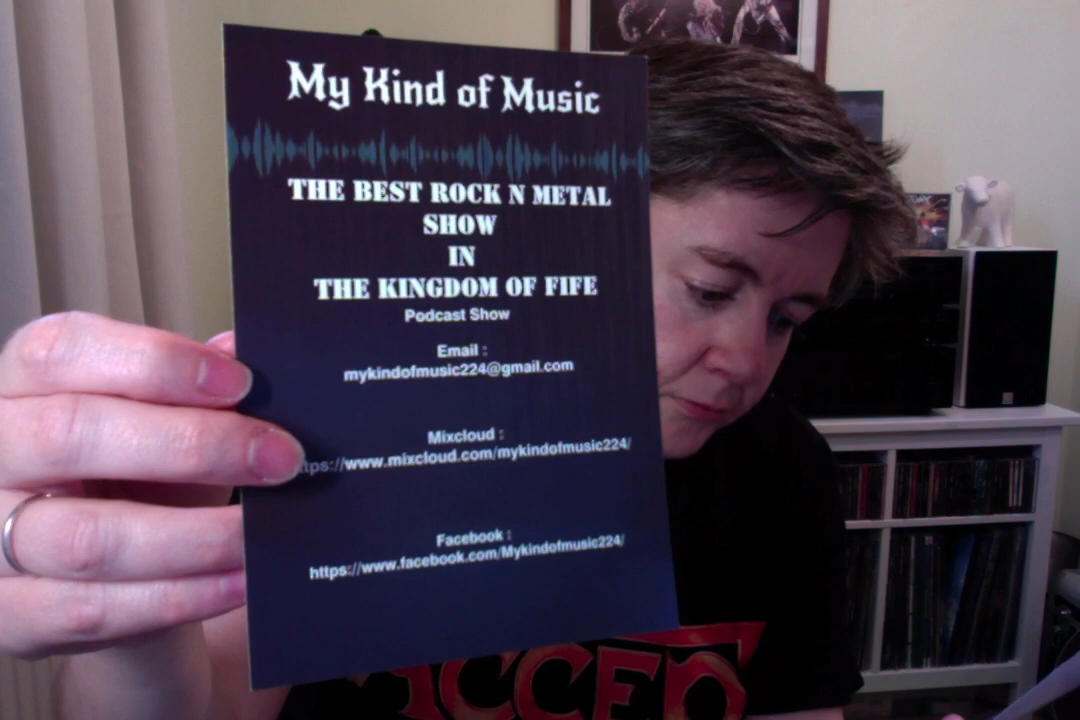 My Kind of Music
THE BEST ROCK N METAL
SHOW
IN
THE KINGDOM OF FIFE
Podcast Show
Email :
mykindofmusic224@gmail.com
Mixcloud :
ttps://www.mixcloud.com/mykindofmusic224/
Facebook :
https://www.facebook.com/Mykindofmusic224/